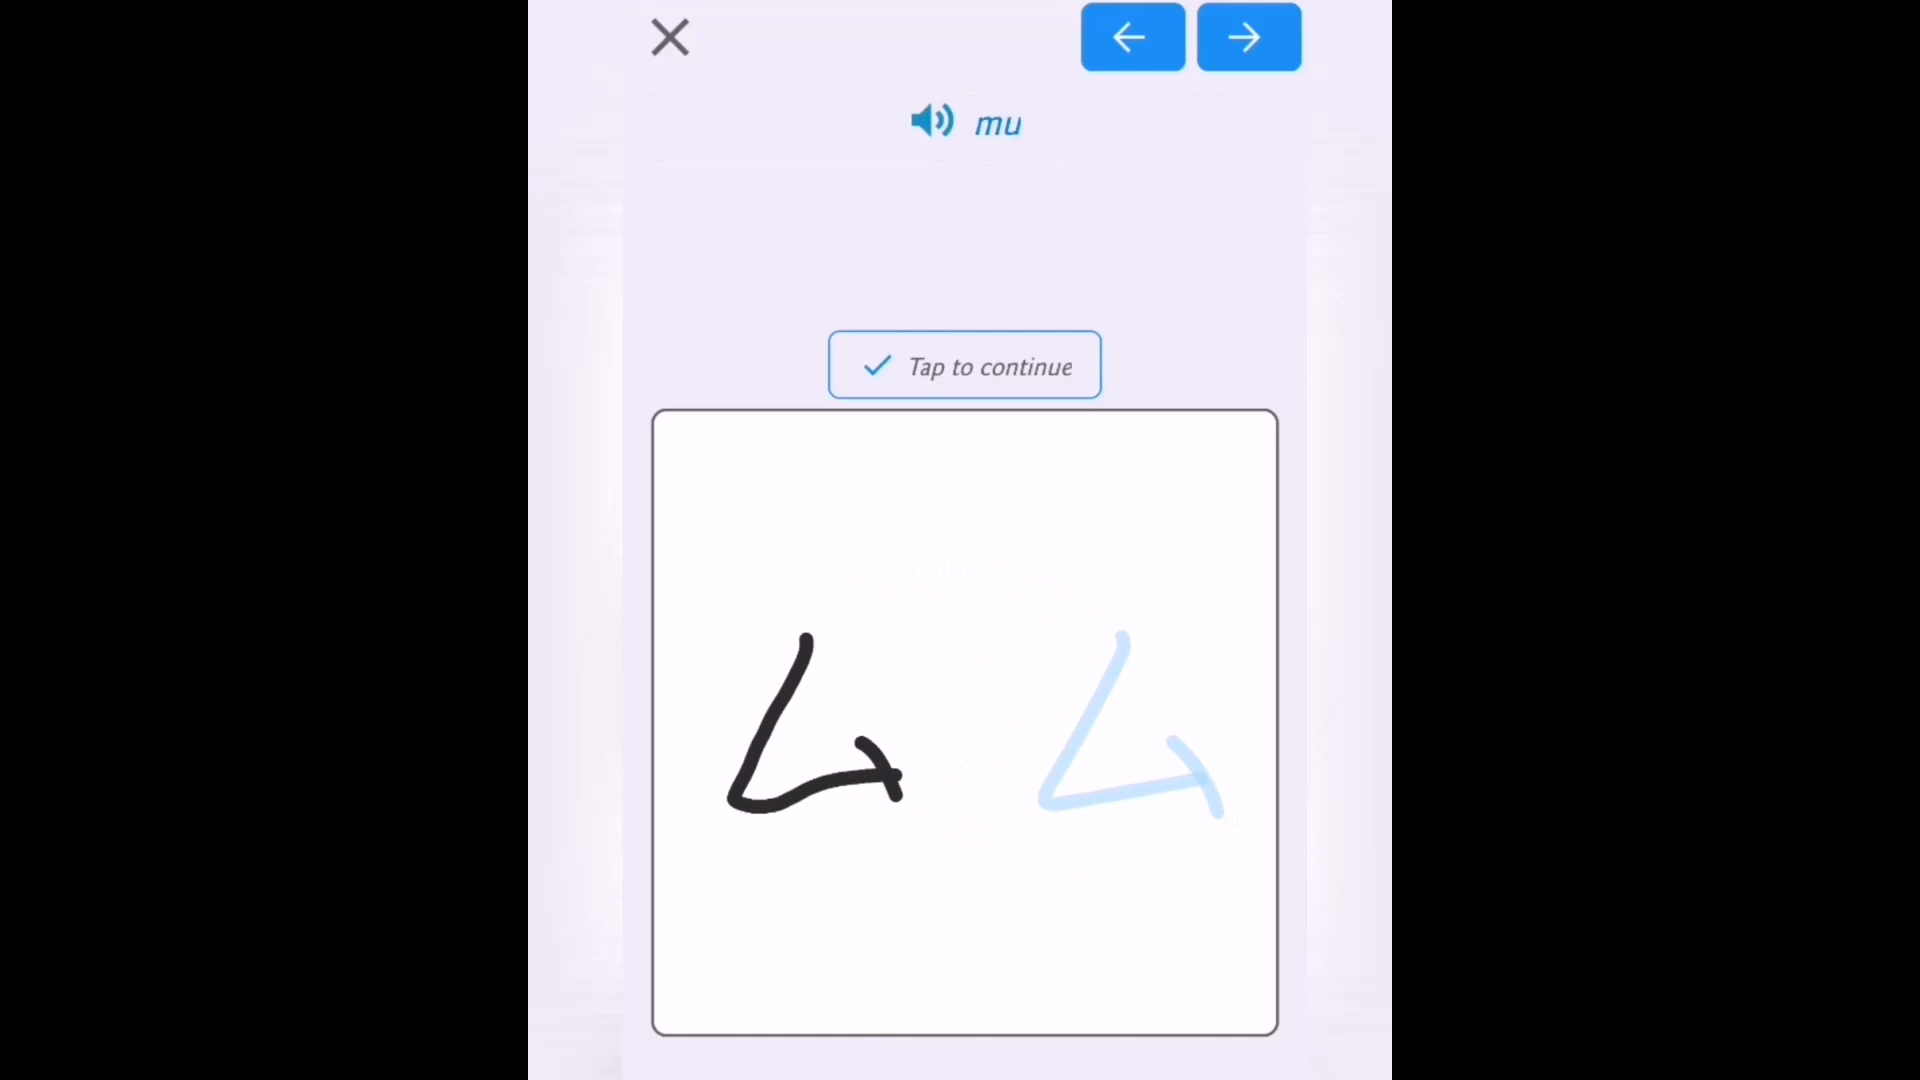 mu
Tap to continue
ム ム